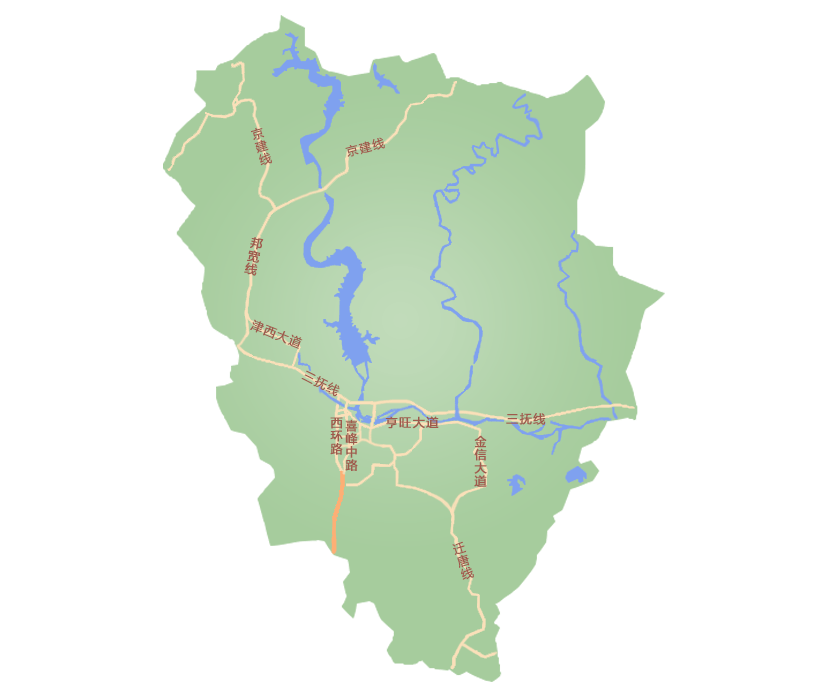 京建线
京建线
邦宽线
津西大道
三抚线
西环路
喜峰中路
亨旺大道
三抚线
金信大道
迁唐线